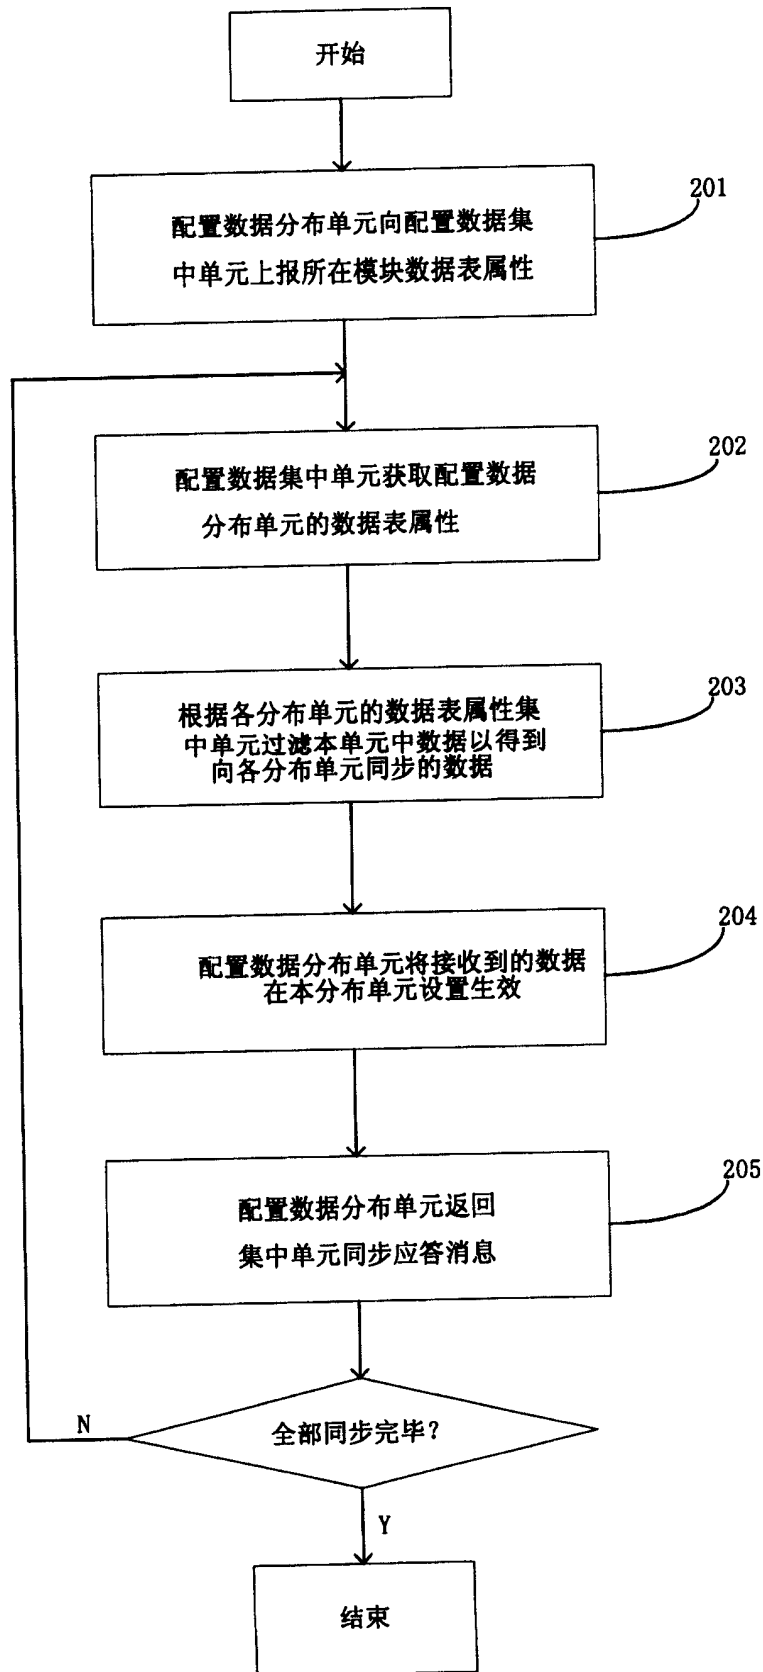 开始
201
配置数据分布单元向配置数据集
中单元上报所在模块数据表属性
202
配置数据集中单元获取配置数据
分布单元的数据表属性
203
根据各分布单元的数据表属性集
中单元过滤本单元中数据以得到
向各分布单元同步的数据
204
配置数据分布单元将接收到的数据
在本分布单元设置生效
205
配置数据分布单元返回
集中单元同步应答消息
N
全部同步完毕?
Y
结束